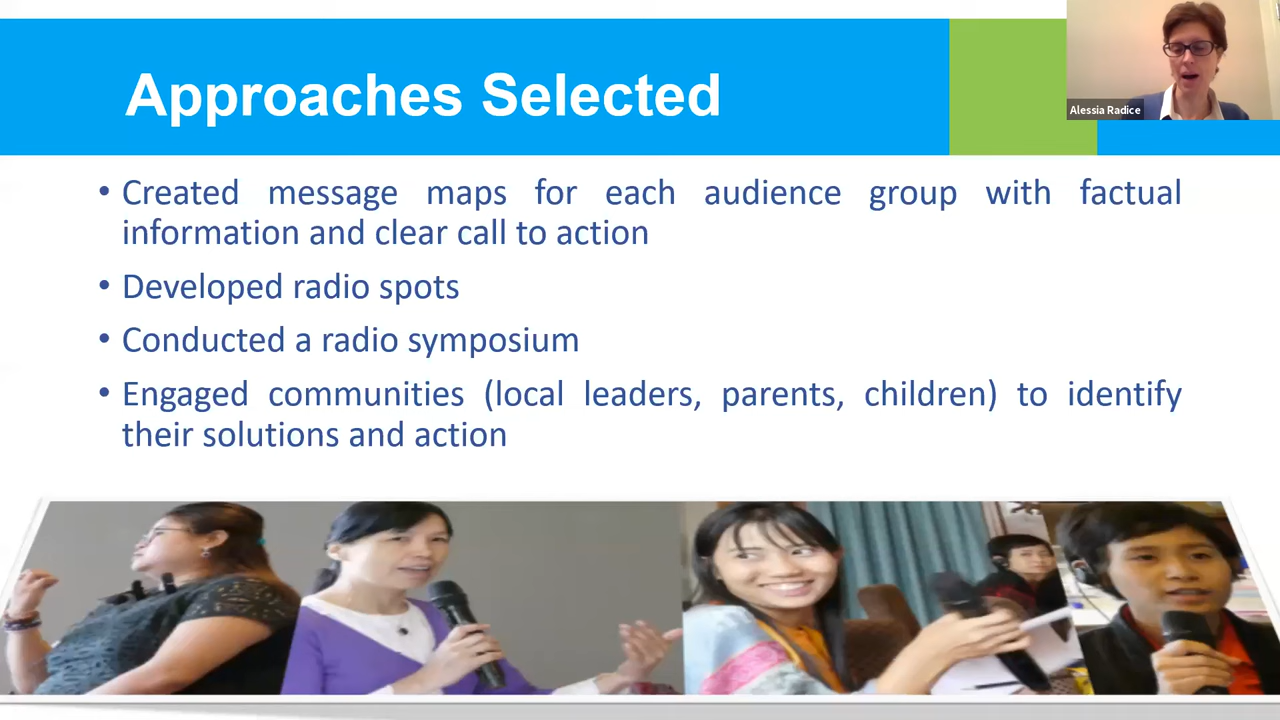 Approaches Selected
Alessia Radice
• Created message maps for each audience group with factual
information and clear call to action
• Developed radio spots
• Conducted a radio symposium
• Engaged communities (local leaders, parents, children) to identify
their solutions and action